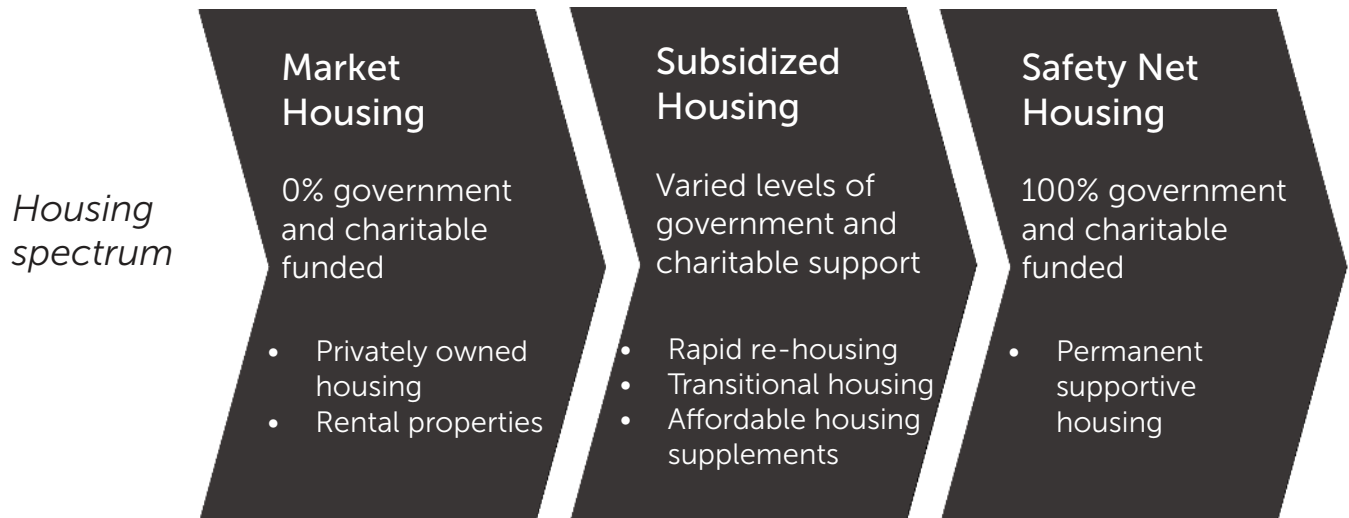 Housing
spectrum
Market
Housing
0% government
and charitable
funded
• Privately owned
housing
• Rental properties
Subsidized
Housing
Varied levels of
government and
charitable support
• Rapid re-housing
• Transitional housing
• Affordable housing
supplements
Safety Net
Housing
100% government
and charitable
funded
• Permanent
supportive
housing